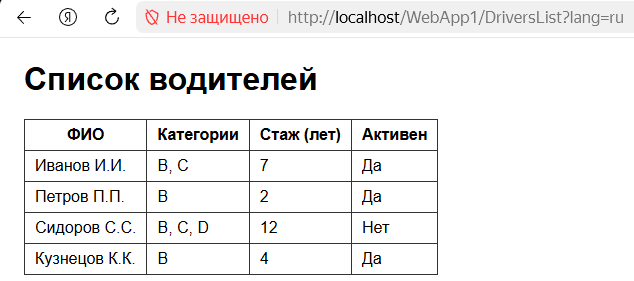 Не защищено http://localhost/WebApp1/DriversList?lang=ru
Список водителей
ФИО Категории Стаж (лет) Активен
Иванов И.И. B, C 7 Да
Петров П.П. B 2 Да
Сидоров С.С. B, C, D 12 Нет
Кузнецов К.К. B 4 Да